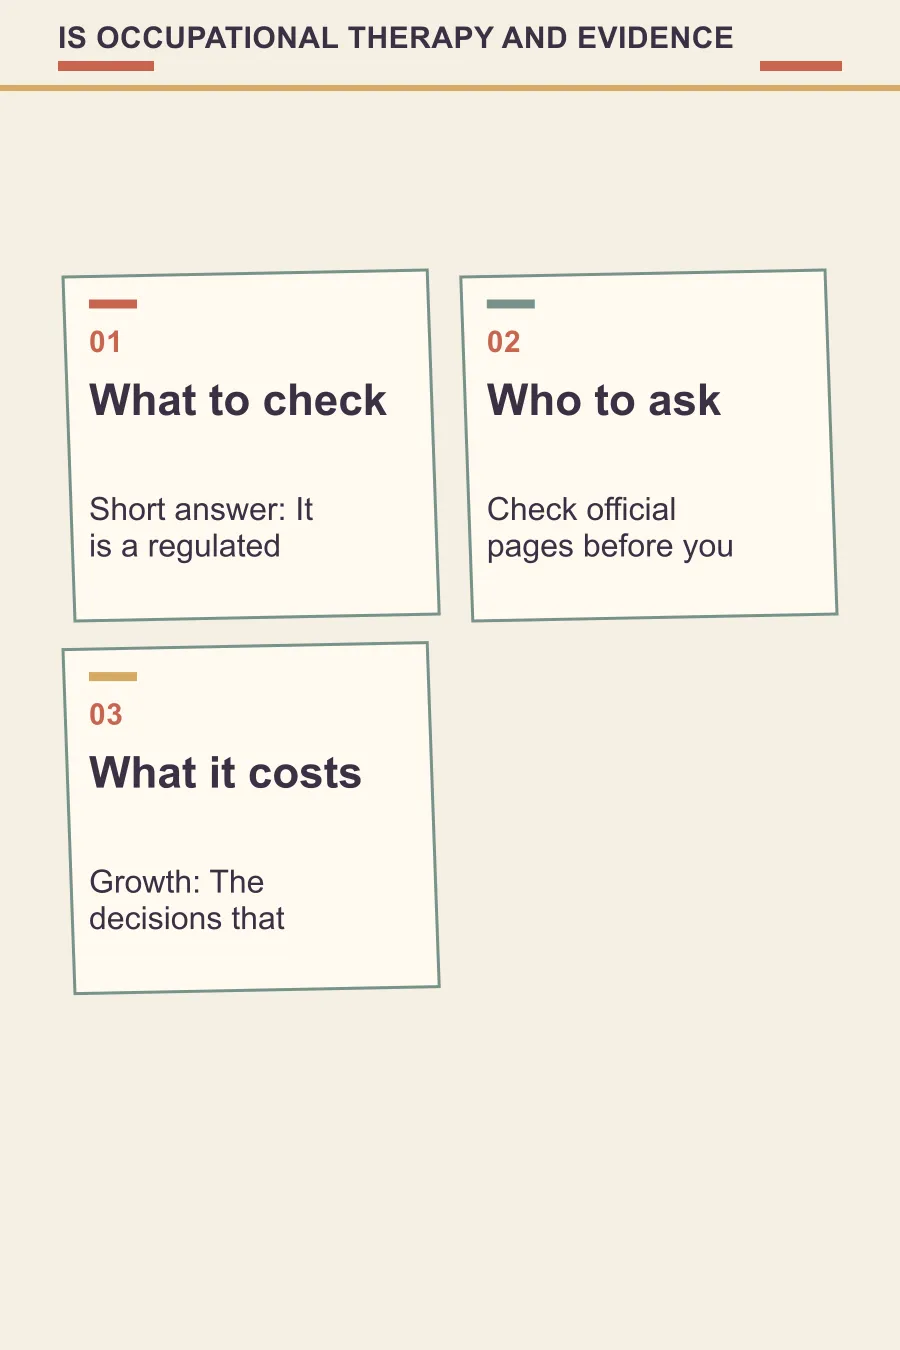 IS OCCUPATIONAL THERAPY AND EVIDENCE
01
What to check
Short answer: It
is a regulated
02
Who to ask
Check official
pages before you
03
What it costs
Growth: The
decisions that